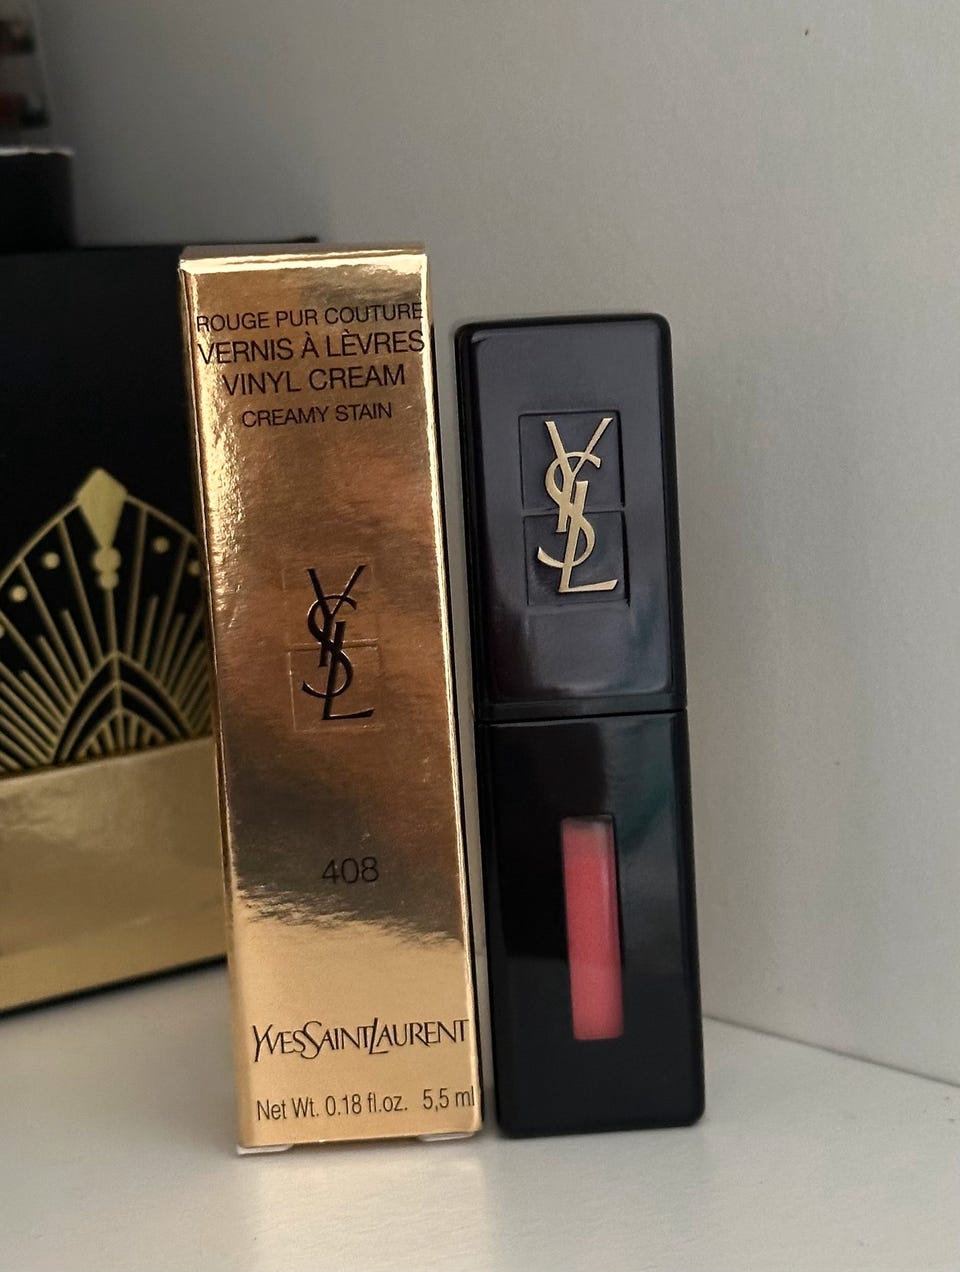 ROUGE PUR COUTURE
VERNIS À LÈVRES
VINYL CREAM
CREAMY STAIN
YSL
408
YVESSAINTLAURENT
Net Wt. 0.18 fl.oz. 5,5 ml
YSL